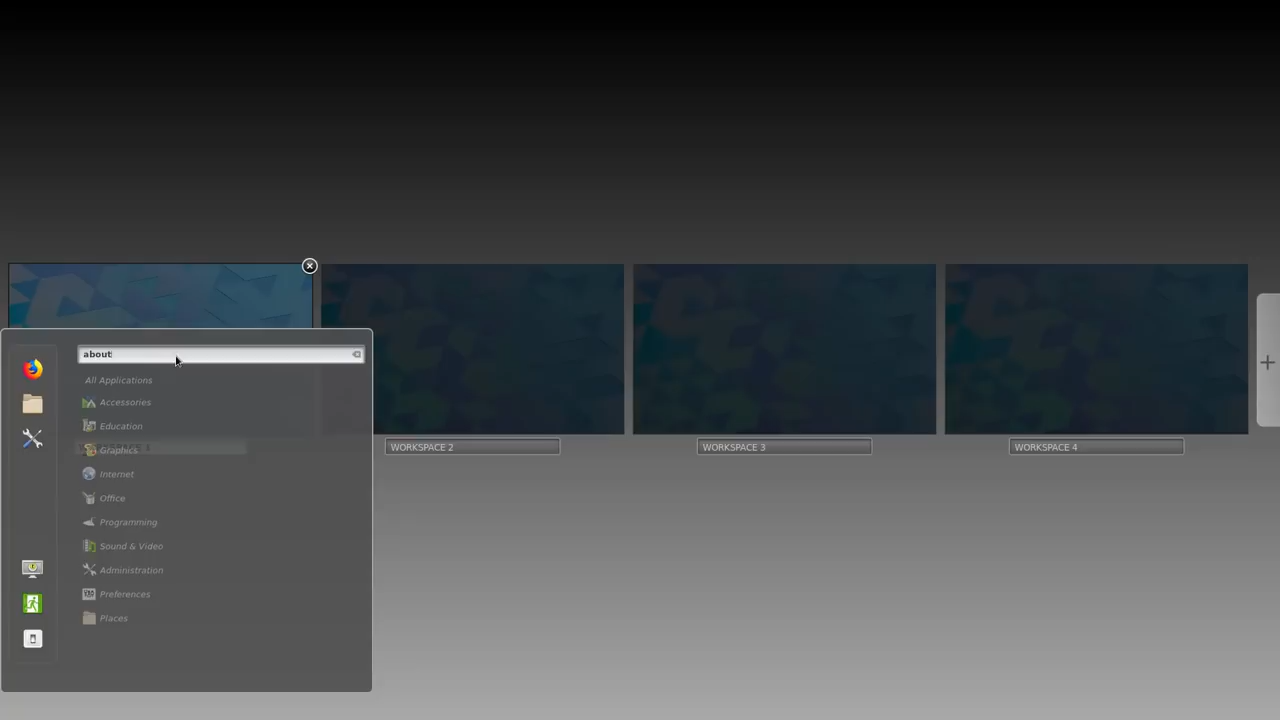 about
All Applications
Accessories
Education
Graphics
Internet
Office
Programming
Sound & Video
Administration
Preferences
Places
WORKSPACE 2
WORKSPACE 3
WORKSPACE 4